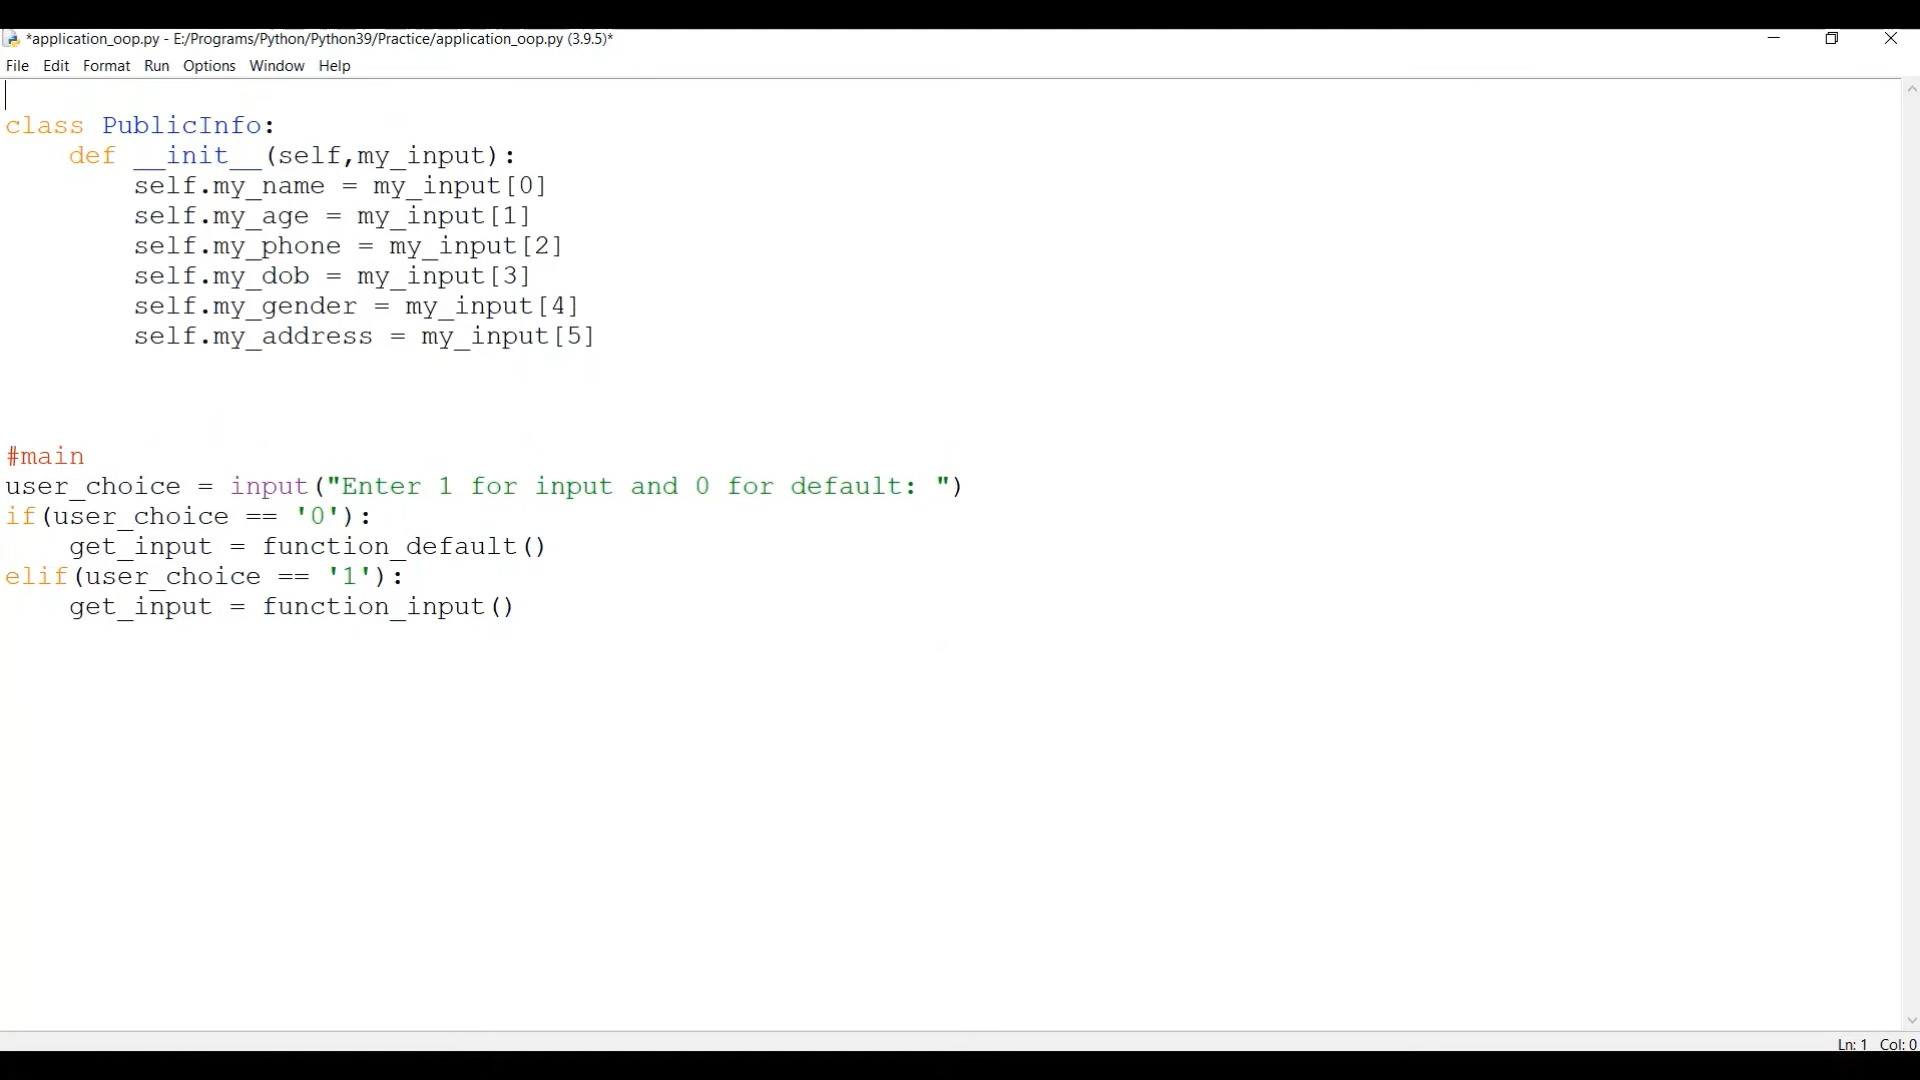 *application_oop.py - E:/Programs/Python/Python39/Practice/application_oop.py (3.9.5)*
File Edit Format Run Options Window Help
class PublicInfo:
    def __init__(self,my_input):
        self.my_name = my_input[0]
        self.my_age = my_input[1]
        self.my_phone = my_input[2]
        self.my_dob = my_input[3]
        self.my_gender = my_input[4]
        self.my_address = my_input[5]
#main
user_choice = input("Enter 1 for input and 0 for default: ")
if(user_choice == '0'):
    get_input = function_default()
elif(user_choice == '1'):
    get_input = function_input()
Ln: 1 Col: 0